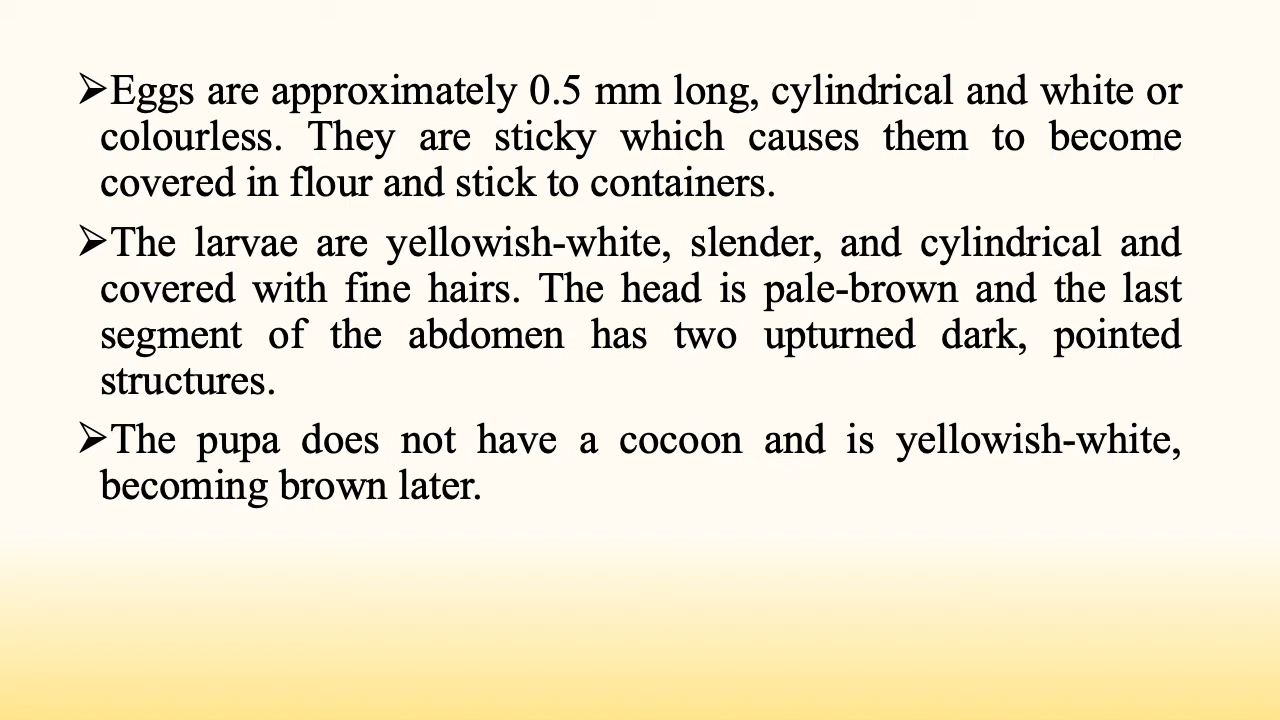 ➢Eggs are approximately 0.5 mm long, cylindrical and white or
colourless. They are sticky which causes them to become
covered in flour and stick to containers.
➢The larvae are yellowish-white, slender, and cylindrical and
covered with fine hairs. The head is pale-brown and the last
segment of the abdomen has two upturned dark, pointed
structures.
➢The pupa does not have a cocoon and is yellowish-white,
becoming brown later.